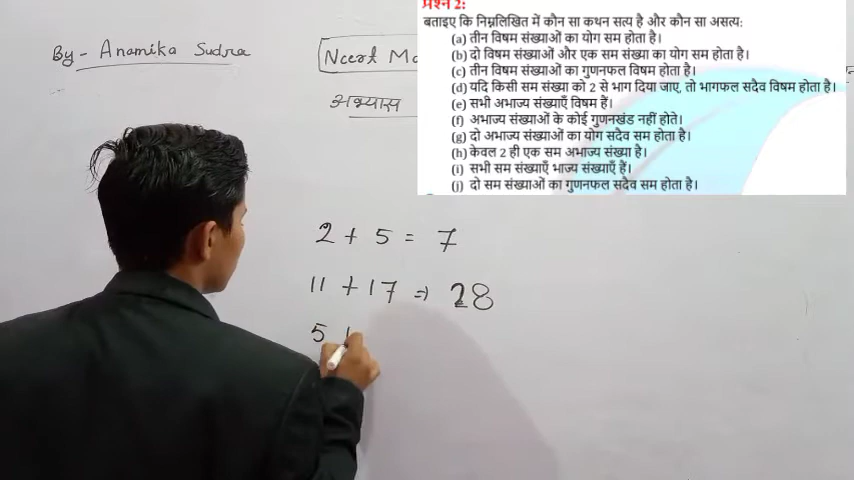 By - Anamika Sudra
Ncert Ma
अभ्यास
प्रश्न 2:
बताइए कि निम्नलिखित में कौन सा कथन सत्य है और कौन सा असत्य:
(a) तीन विषम संख्याओं का योग सम होता है।
(b) दो विषम संख्याओं और एक सम संख्या का योग सम होता है।
(c) तीन विषम संख्याओं का गुणनफल विषम होता है।
(d) यदि किसी सम संख्या को 2 से भाग दिया जाए, तो भागफल सदैव विषम होता है।
(e) सभी अभाज्य संख्याएँ विषम हैं।
(f) अभाज्य संख्याओं के कोई गुणनखंड नहीं होते।
(g) दो अभाज्य संख्याओं का योग सदैव सम होता है।
(h) केवल 2 ही एक सम अभाज्य संख्या है।
(i) सभी सम संख्याएँ भाज्य संख्याएँ हैं।
(j) दो सम संख्याओं का गुणनफल सदैव सम होता है।
2 + 5 = 7
11 + 17 ⇒ 28
5